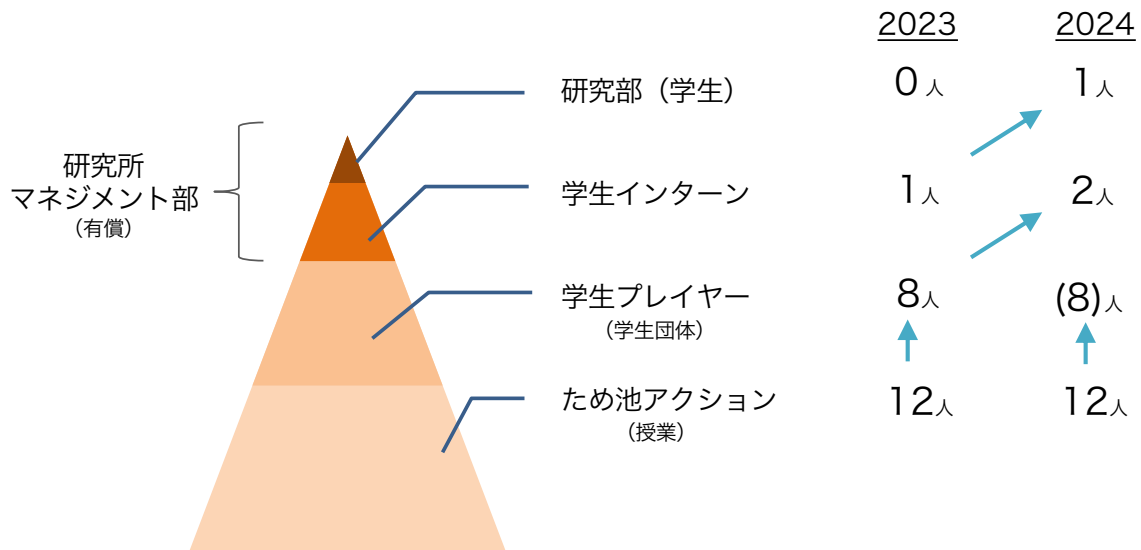 2023 2024
研究部（学生） 0人 1人
研究所
マネジメント部
（有償）
学生インターン 1人 2人
学生プレイヤー 8人 (8)人
（学生団体）
ため池アクション 12人 12人
（授業）